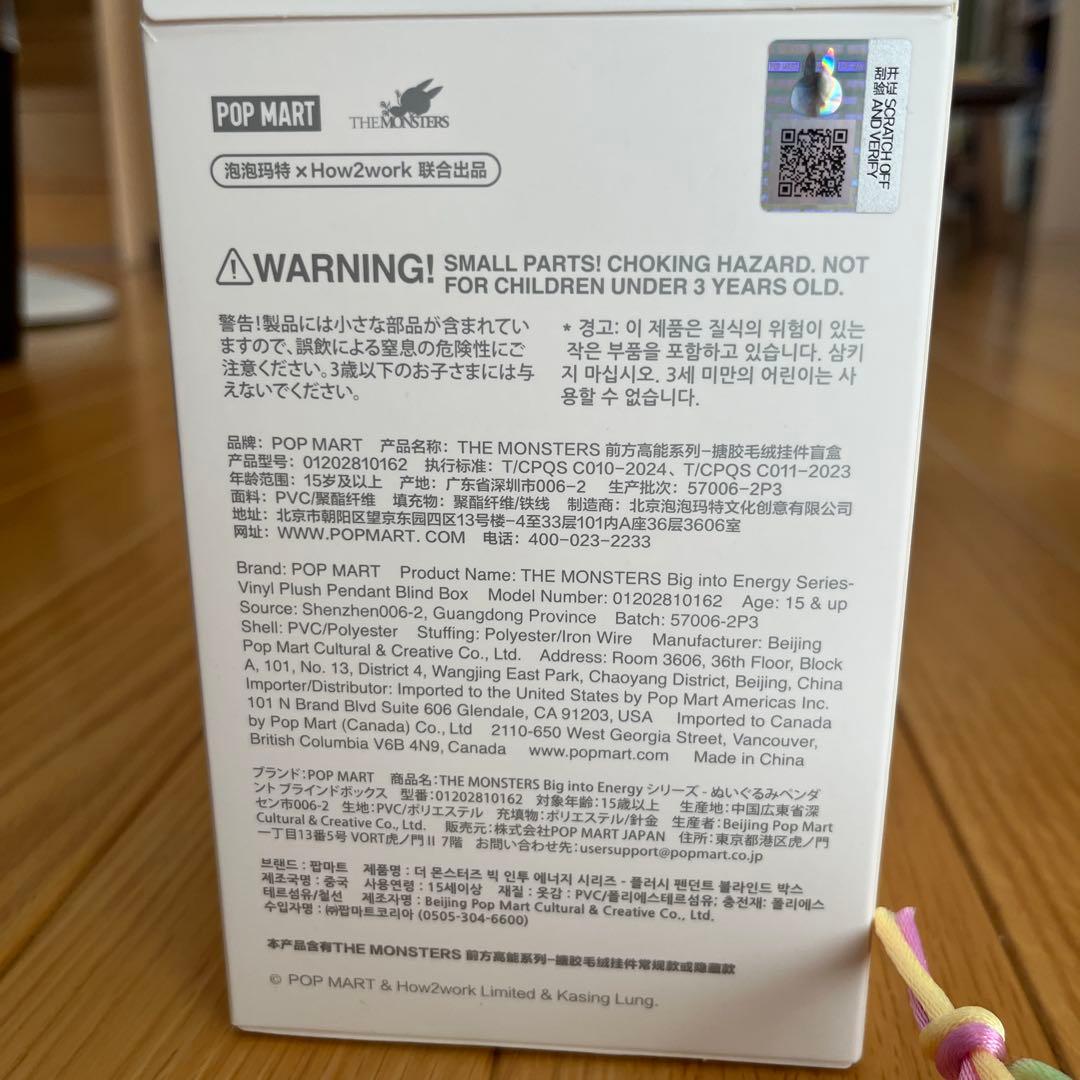 POP MART
THE MONSTERS
泡泡玛特×How2work 联合出品
开过刮验 SCRATCH OFF AND VERIFY
POP MART
WARNING! SMALL PARTS! CHOKING HAZARD. NOT
FOR CHILDREN UNDER 3 YEARS OLD.
警告!製品には小さな部品が含まれてい
ますので、誤飲による窒息の危険性にご
注意ください。3歳以下のお子さまには与
えないでください。
* 경고: 이 제품은 질식의 위험이 있는
작은 부품을 포함하고 있습니다. 삼키
지 마십시오. 3세 미만의 어린이는 사
용할 수 없습니다.
品牌：POP MART 产品名称：THE MONSTERS 前方高能系列-搪胶毛绒挂件盲盒
产品型号：01202810162 执行标准：T/CPQS C010-2024、T/CPQS C011-2023
年龄范围：15岁及以上 产地：广东省深圳市006-2 生产批次：57006-2P3
面料：PVC/聚酯纤维 填充物：聚酯纤维/铁线 制造商：北京泡泡玛特文化创意有限公司
地址：北京市朝阳区望京东园四区13号楼-4至33层101内A座36层3606室
网址：WWW.POPMART. COM 电话：400-023-2233
Brand: POP MART Product Name: THE MONSTERS Big into Energy Series-
Vinyl Plush Pendant Blind Box Model Number: 01202810162 Age: 15 & up
Source: Shenzhen006-2, Guangdong Province Batch: 57006-2P3
Shell: PVC/Polyester Stuffing: Polyester/Iron Wire Manufacturer: Beijing
Pop Mart Cultural & Creative Co., Ltd. Address: Room 3606, 36th Floor, Block
A, 101, No. 13, District 4, Wangjing East Park, Chaoyang District, Beijing, China
Importer/Distributor: Imported to the United States by Pop Mart Americas Inc.
101 N Brand Blvd Suite 606 Glendale, CA 91203, USA Imported to Canada
by Pop Mart (Canada) Co., Ltd 2110-650 West Georgia Street, Vancouver,
British Columbia V6B 4N9, Canada www.popmart.com Made in China
ブランド:POP MART 商品名:THE MONSTERS Big into Energy シリーズ - ぬいぐるみペンダ
ント ブラインドボックス 型番:01202810162 対象年齢:15歳以上 生産地:中国広東省深
セン市006-2 生地:PVC/ポリエステル 充填物:ポリエステル/針金 生産者:Beijing Pop Mart
Cultural & Creative Co., Ltd. 販売元:株式会社POP MART JAPAN 住所:東京都港区虎ノ門
一丁目13番5号 VORT虎ノ門Ⅱ 7階 お問い合わせ先:usersupport@popmart.co.jp
브랜드 : 팝마트 제품명 : 더 몬스터즈 빅 인투 에너지 시리즈 - 플러시 펜던트 블라인드 박스
제조국명 : 중국 사용연령 : 15세이상 재질 : 옷감 : PVC/폴리에스테르섬유; 충전재: 폴리에스
테르섬유/철선 제조자명 : Beijing Pop Mart Cultural & Creative Co., Ltd.
수입자명 : ㈜팝마트코리아 (0505-304-6600)
本产品含有THE MONSTERS 前方高能系列-搪胶毛绒挂件常规款或隐藏款
© POP MART & How2work Limited & Kasing Lung.